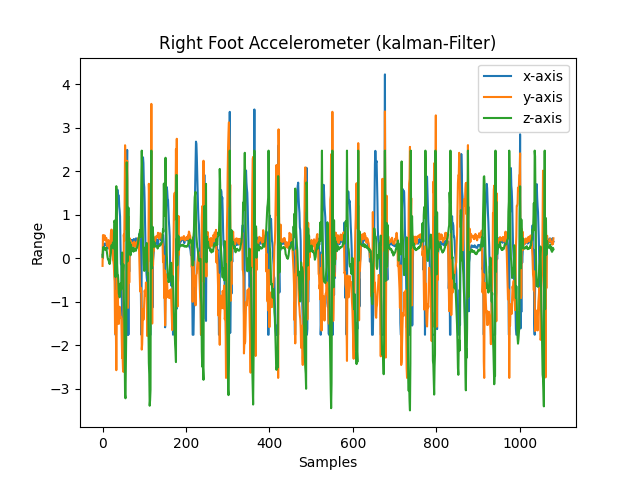 Right Foot Accelerometer (kalman-Filter)
x-axis
y-axis
z-axis
4
3
2
1
0
−1
−2
−3
Range
0 200 400 600 800 1000
Samples